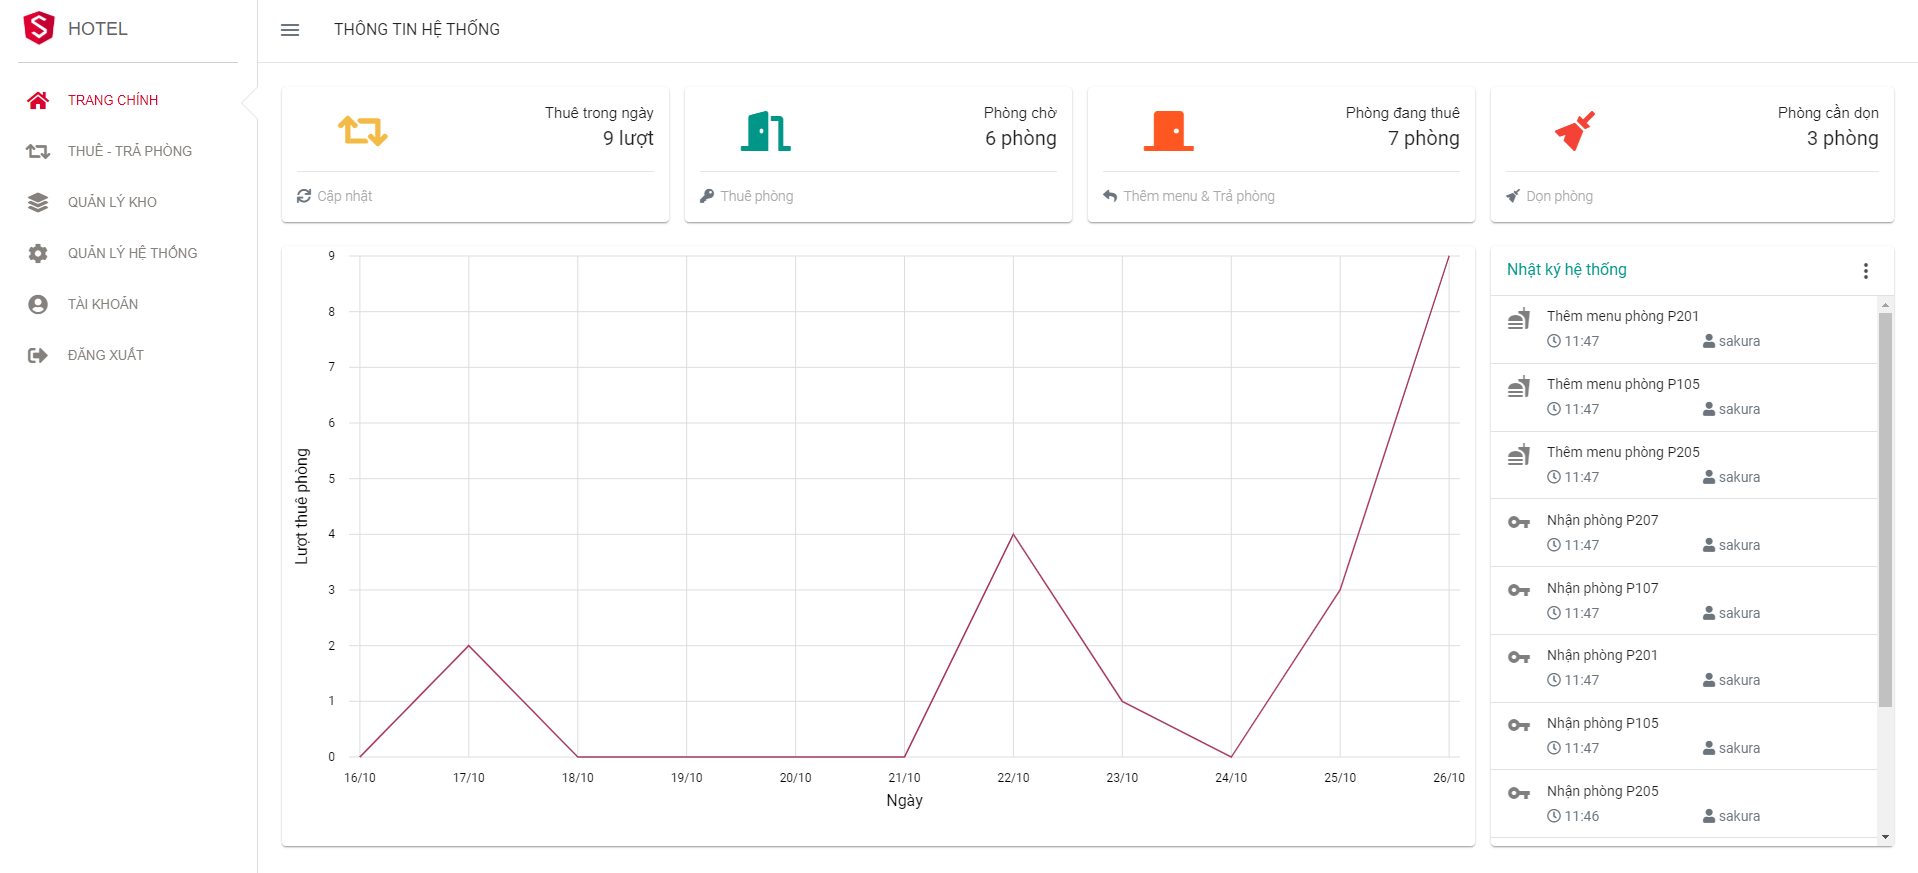 HOTEL
TRANG CHÍNH
THUÊ - TRẢ PHÒNG
QUẢN LÝ KHO
QUẢN LÝ HỆ THỐNG
TÀI KHOẢN
ĐĂNG XUẤT
THÔNG TIN HỆ THỐNG
Thuê trong ngày
9 lượt
Cập nhật
Phòng chờ
6 phòng
Thuê phòng
Phòng đang thuê
7 phòng
Thêm menu & Trả phòng
Phòng cần dọn
3 phòng
Dọn phòng
Lượt thuê phòng
9
8
7
6
5
4
3
2
1
0
16/10 17/10 18/10 19/10 20/10 21/10 22/10 23/10 24/10 25/10 26/10
Ngày
Nhật ký hệ thống
Thêm menu phòng P201
11:47 sakura
Thêm menu phòng P105
11:47 sakura
Thêm menu phòng P205
11:47 sakura
Nhận phòng P207
11:47 sakura
Nhận phòng P107
11:47 sakura
Nhận phòng P201
11:47 sakura
Nhận phòng P105
11:47 sakura
Nhận phòng P205
11:46 sakura